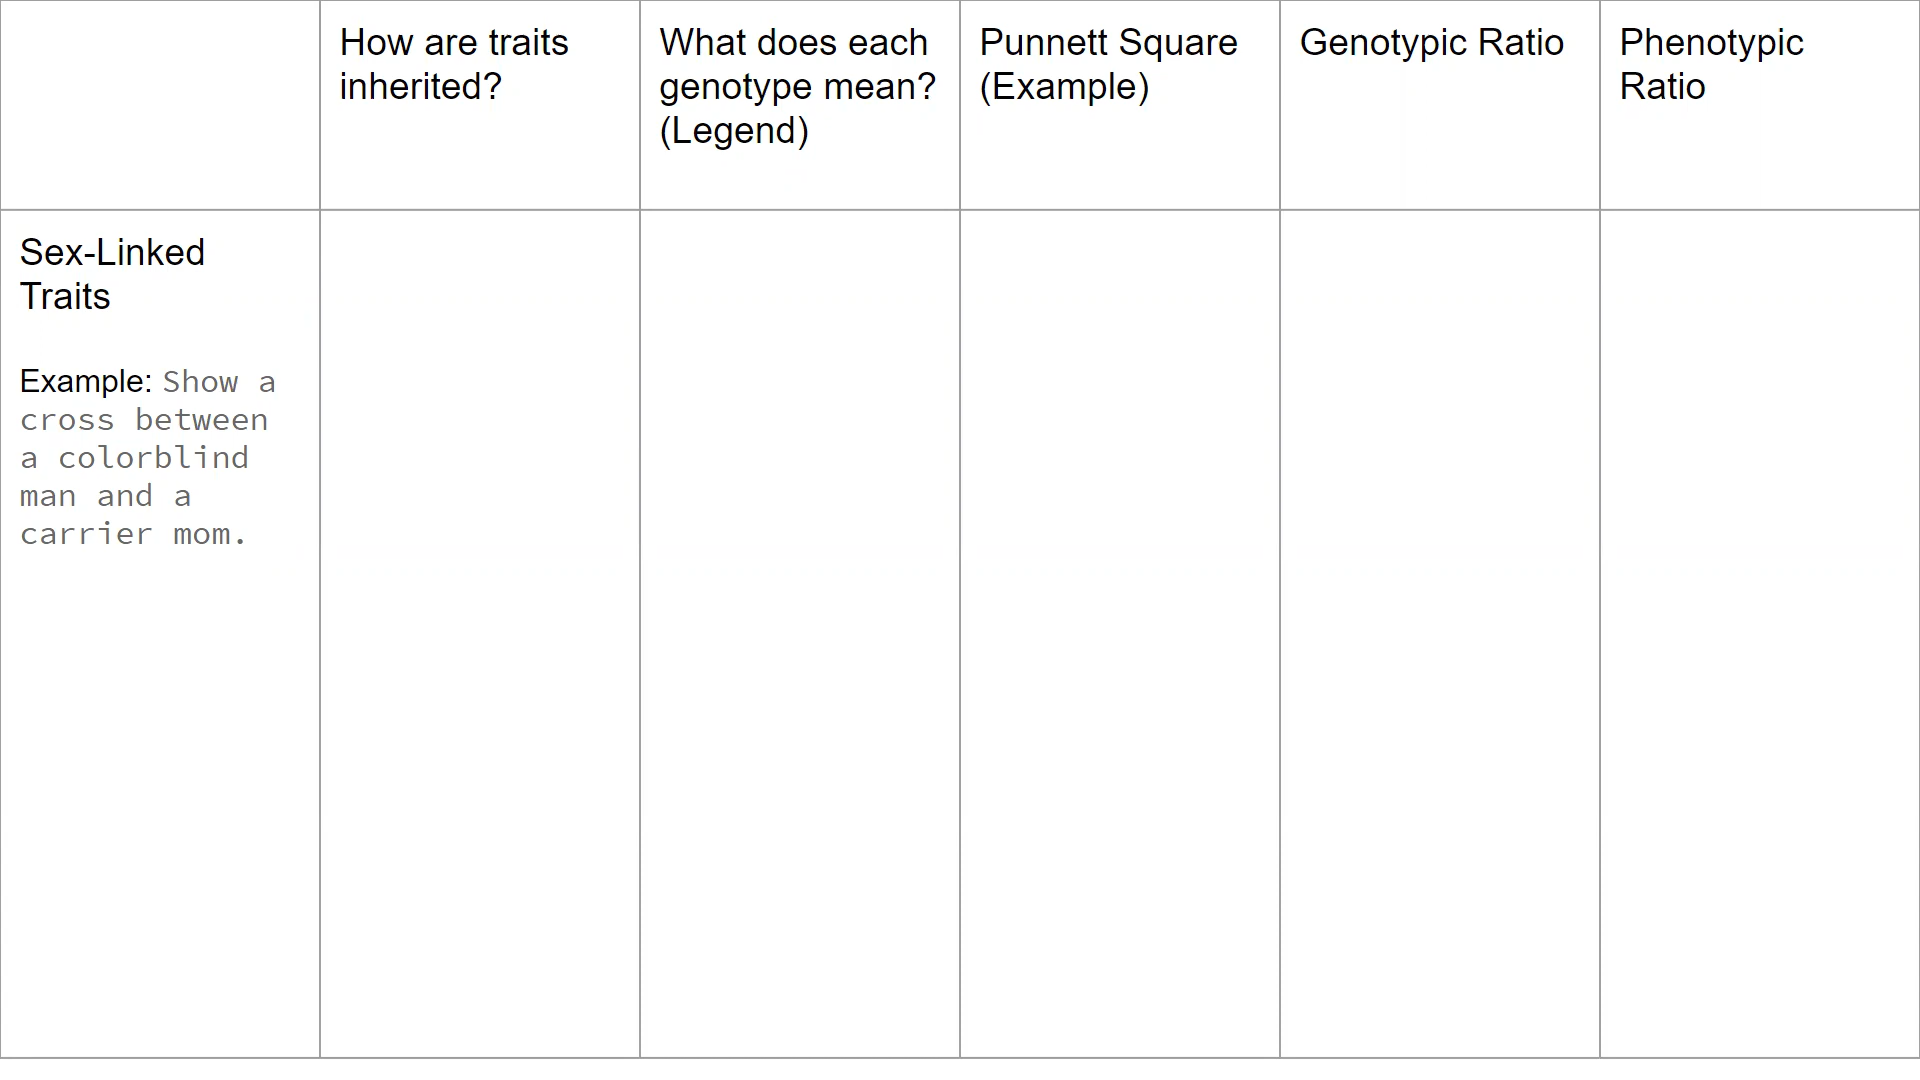 How are traits
inherited?
What does each
genotype mean?
(Legend)
Punnett Square
(Example)
Genotypic Ratio
Phenotypic
Ratio
Sex-Linked
Traits
Example: Show a
cross between
a colorblind
man and a
carrier mom.